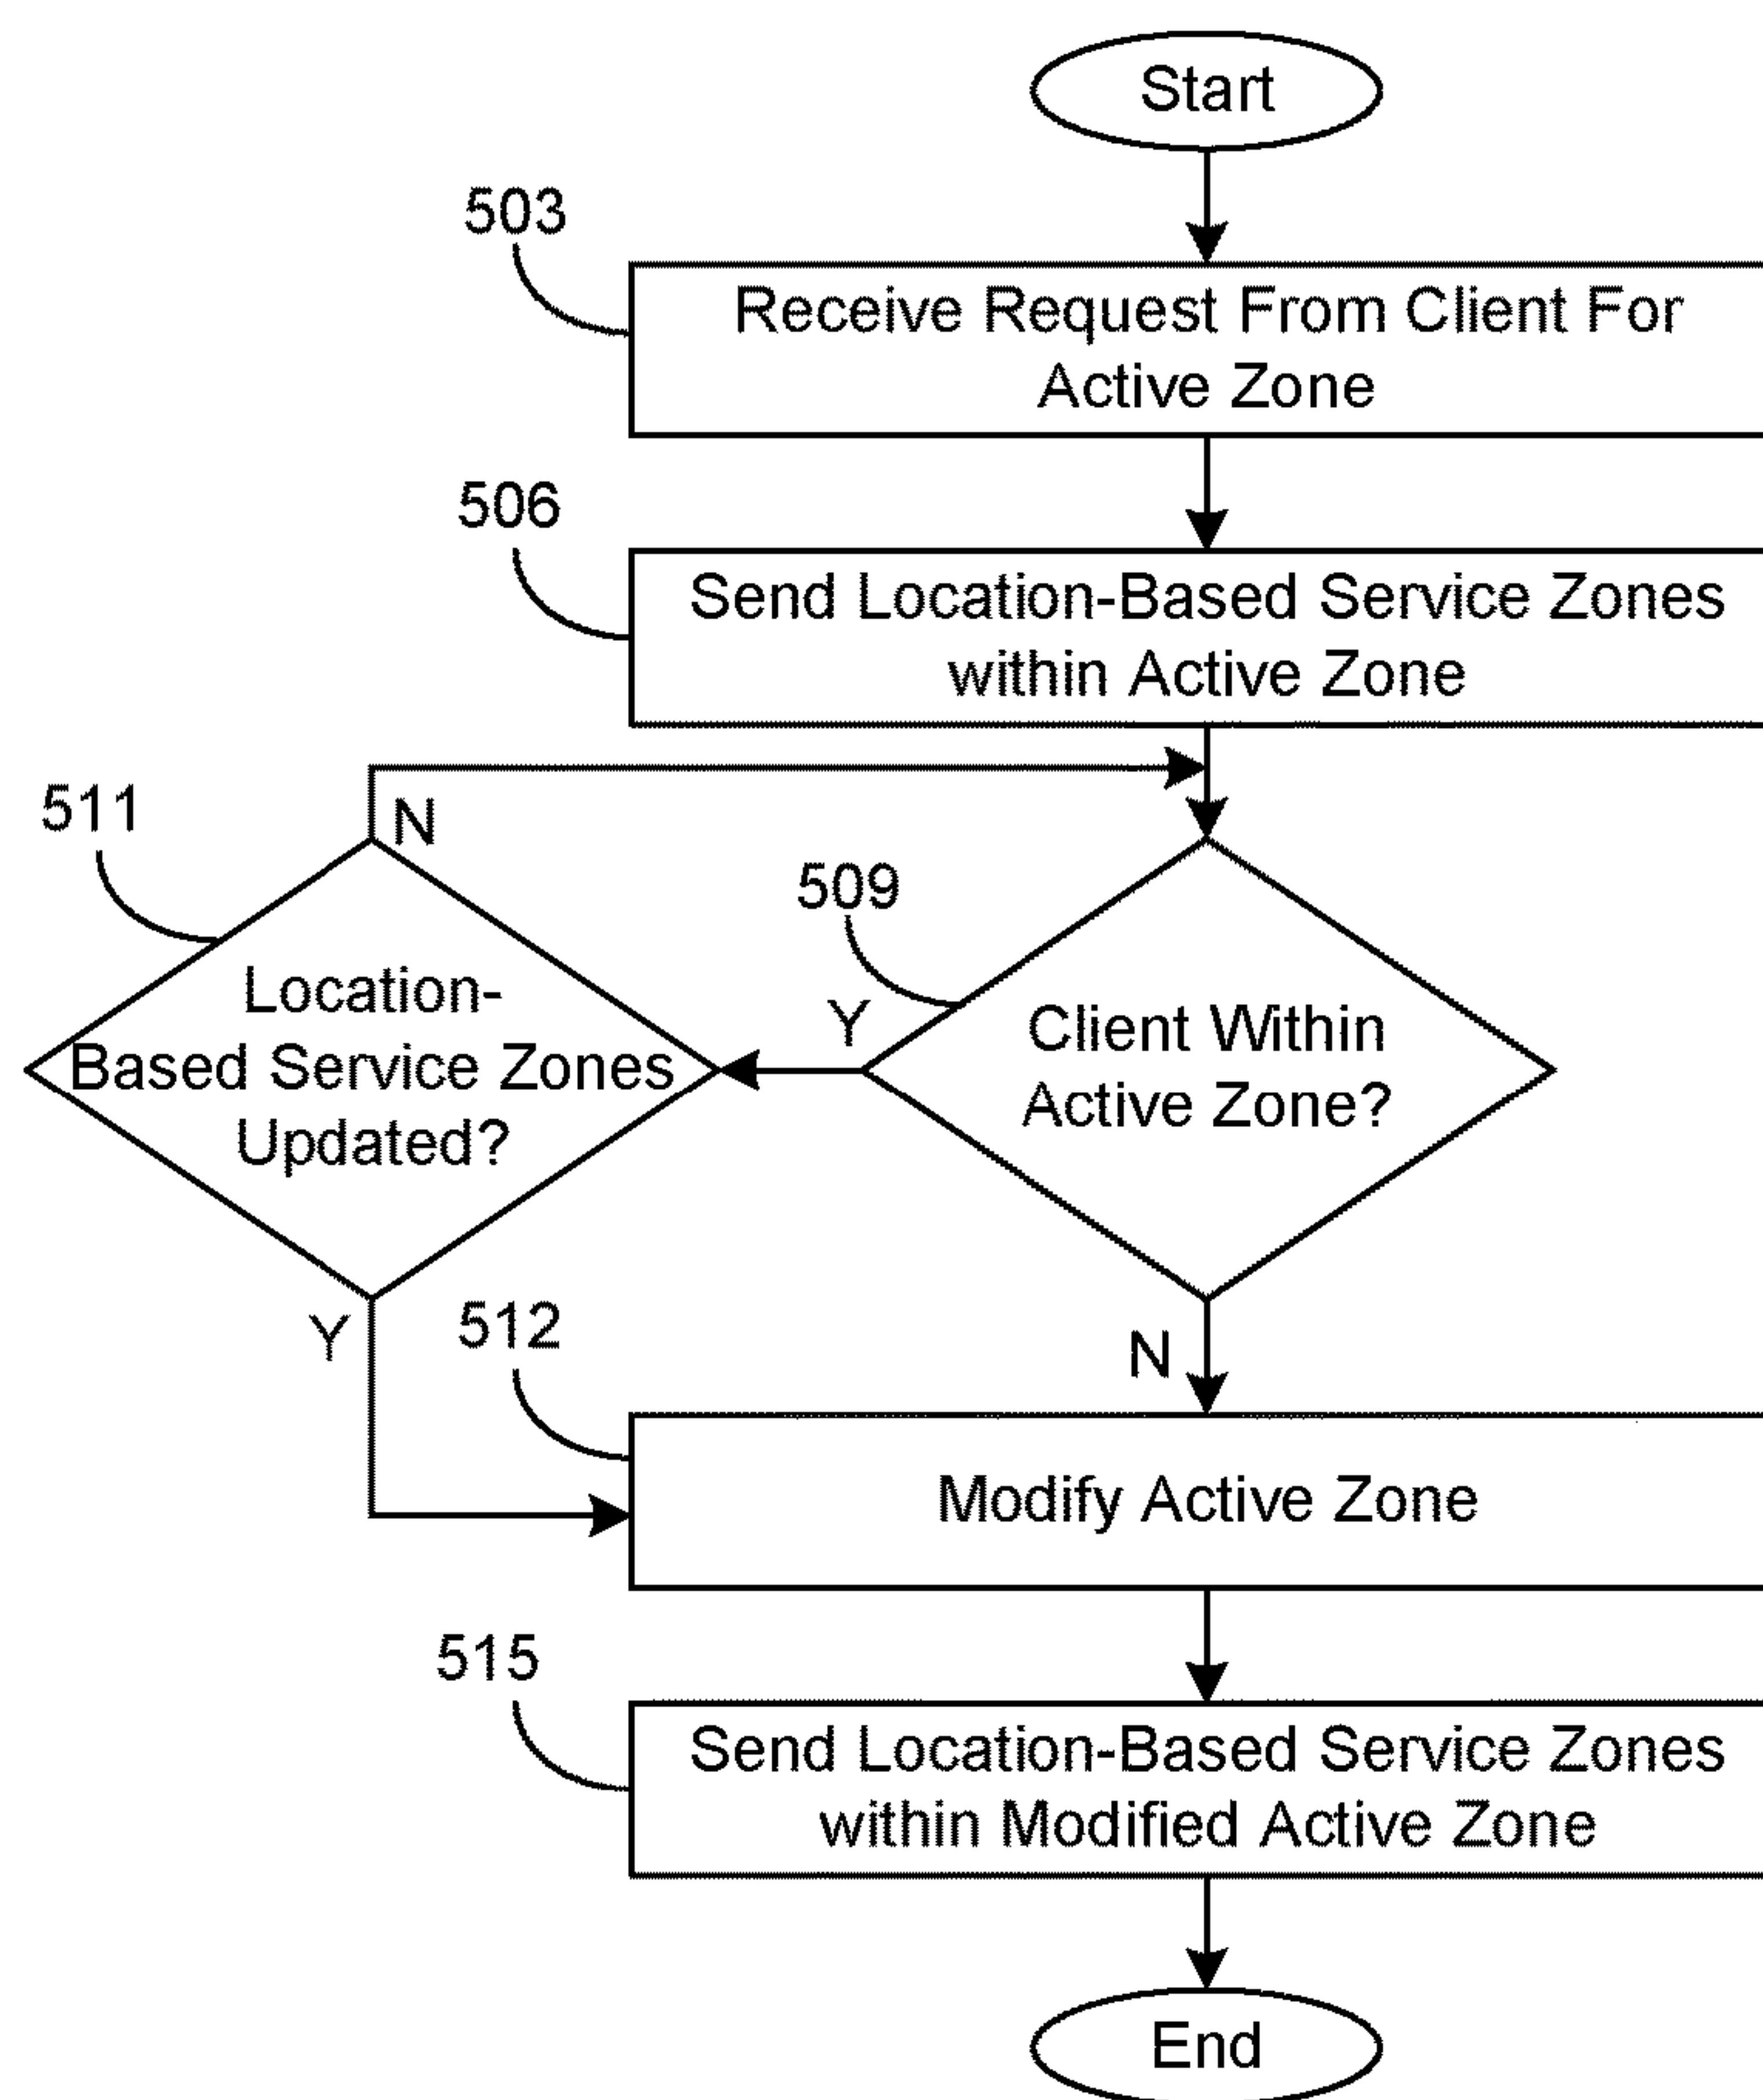 Start
503
Receive Request From Client For
Active Zone
506
Send Location-Based Service Zones
within Active Zone
511
N
509
Location-
Based Service Zones
Updated?
Y
Client Within
Active Zone?
Y
512
N
Modify Active Zone
515
Send Location-Based Service Zones
within Modified Active Zone
End